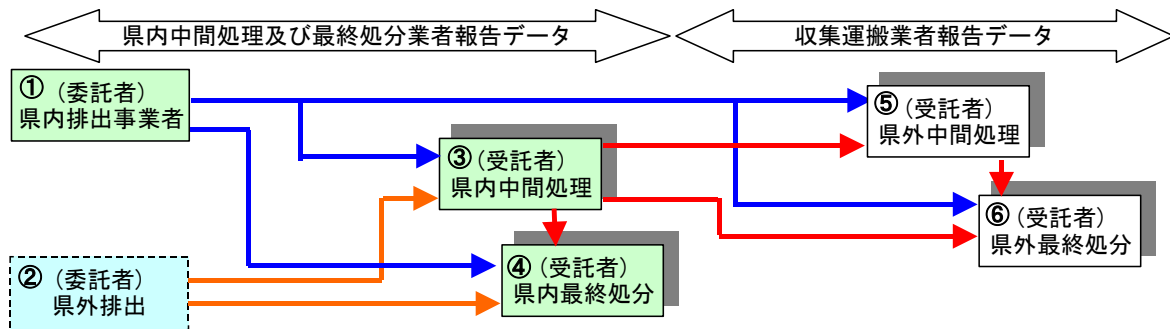 県内中間処理及び最終処分業者報告データ
収集運搬業者報告データ
① (委託者)
県内排出事業者
⑤ (受託者)
県外中間処理
③ (受託者)
県内中間処理
⑥ (受託者)
県外最終処分
④ (受託者)
県内最終処分
② (委託者)
県外排出